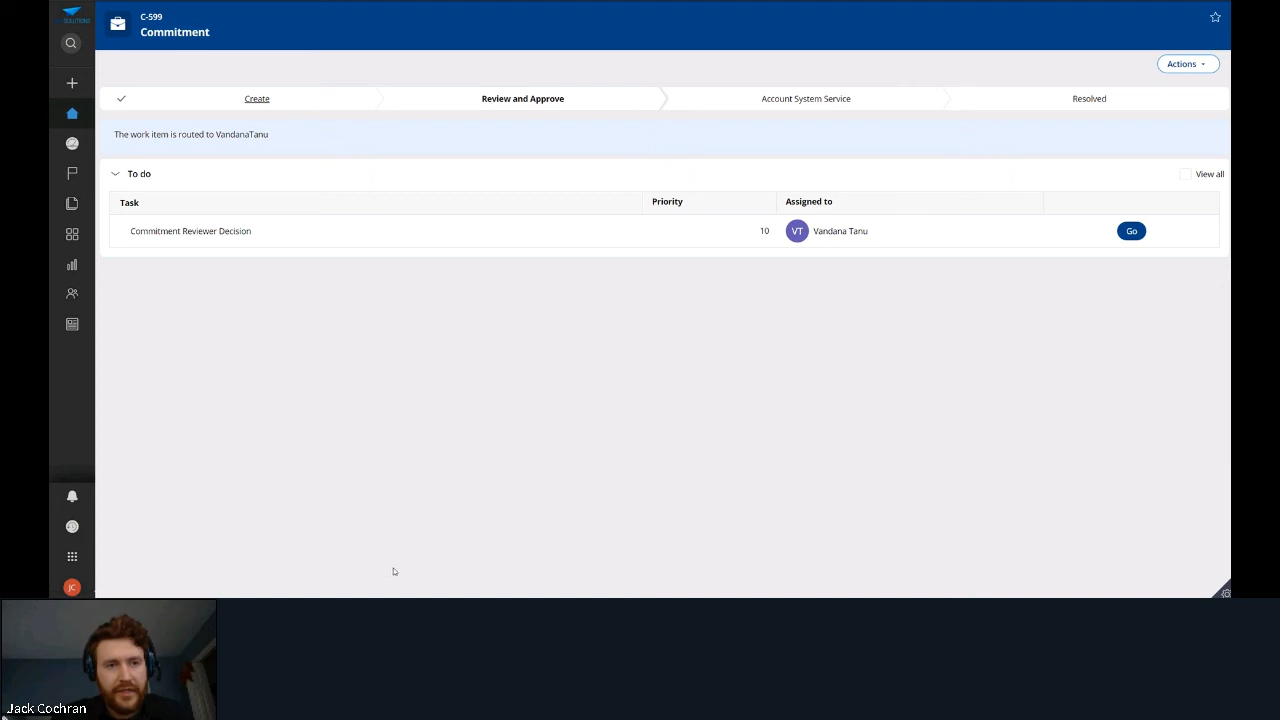 SOLUTIONS
C-599
Commitment
Actions
Create
Review and Approve
Account System Service
Resolved
The work item is routed to VandanaTanu
To do
View all
Task
Priority
Assigned to
Commitment Reviewer Decision
10
VT
Vandana Tanu
Go
JC
Jack Cochran